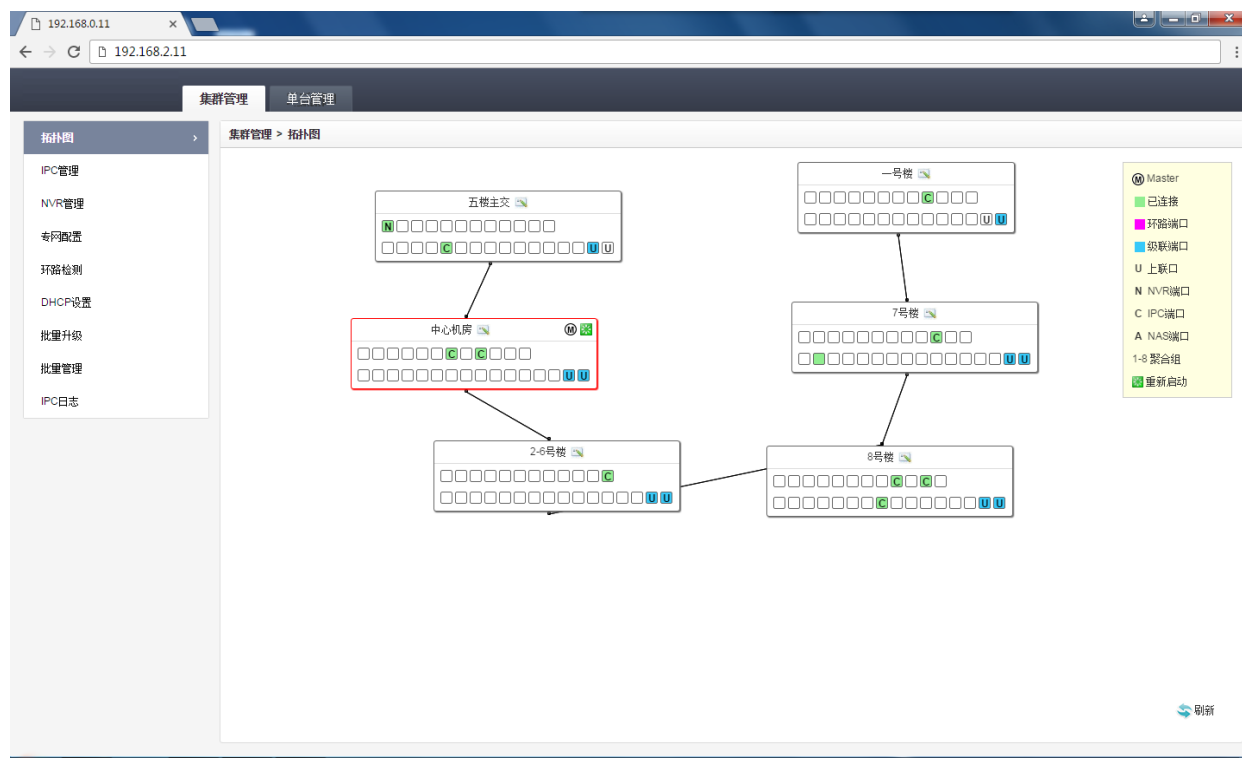 192.168.0.11
192.168.2.11
集群管理
单台管理
拓扑图
IPC管理
NVR管理
专网配置
环路检测
DHCP设置
批量升级
批量管理
IPC日志
集群管理 > 拓扑图
五楼主交
N
C U U
中心机房 M
C C
U U
2-6号楼
C
U U
一号楼
C
U U
7号楼
C
U U
8号楼
C C
C U U
M Master
已连接
环路端口
级联端口
U 上联口
N NVR端口
C IPC端口
A NAS端口
1-8 聚合组
重新启动
刷新